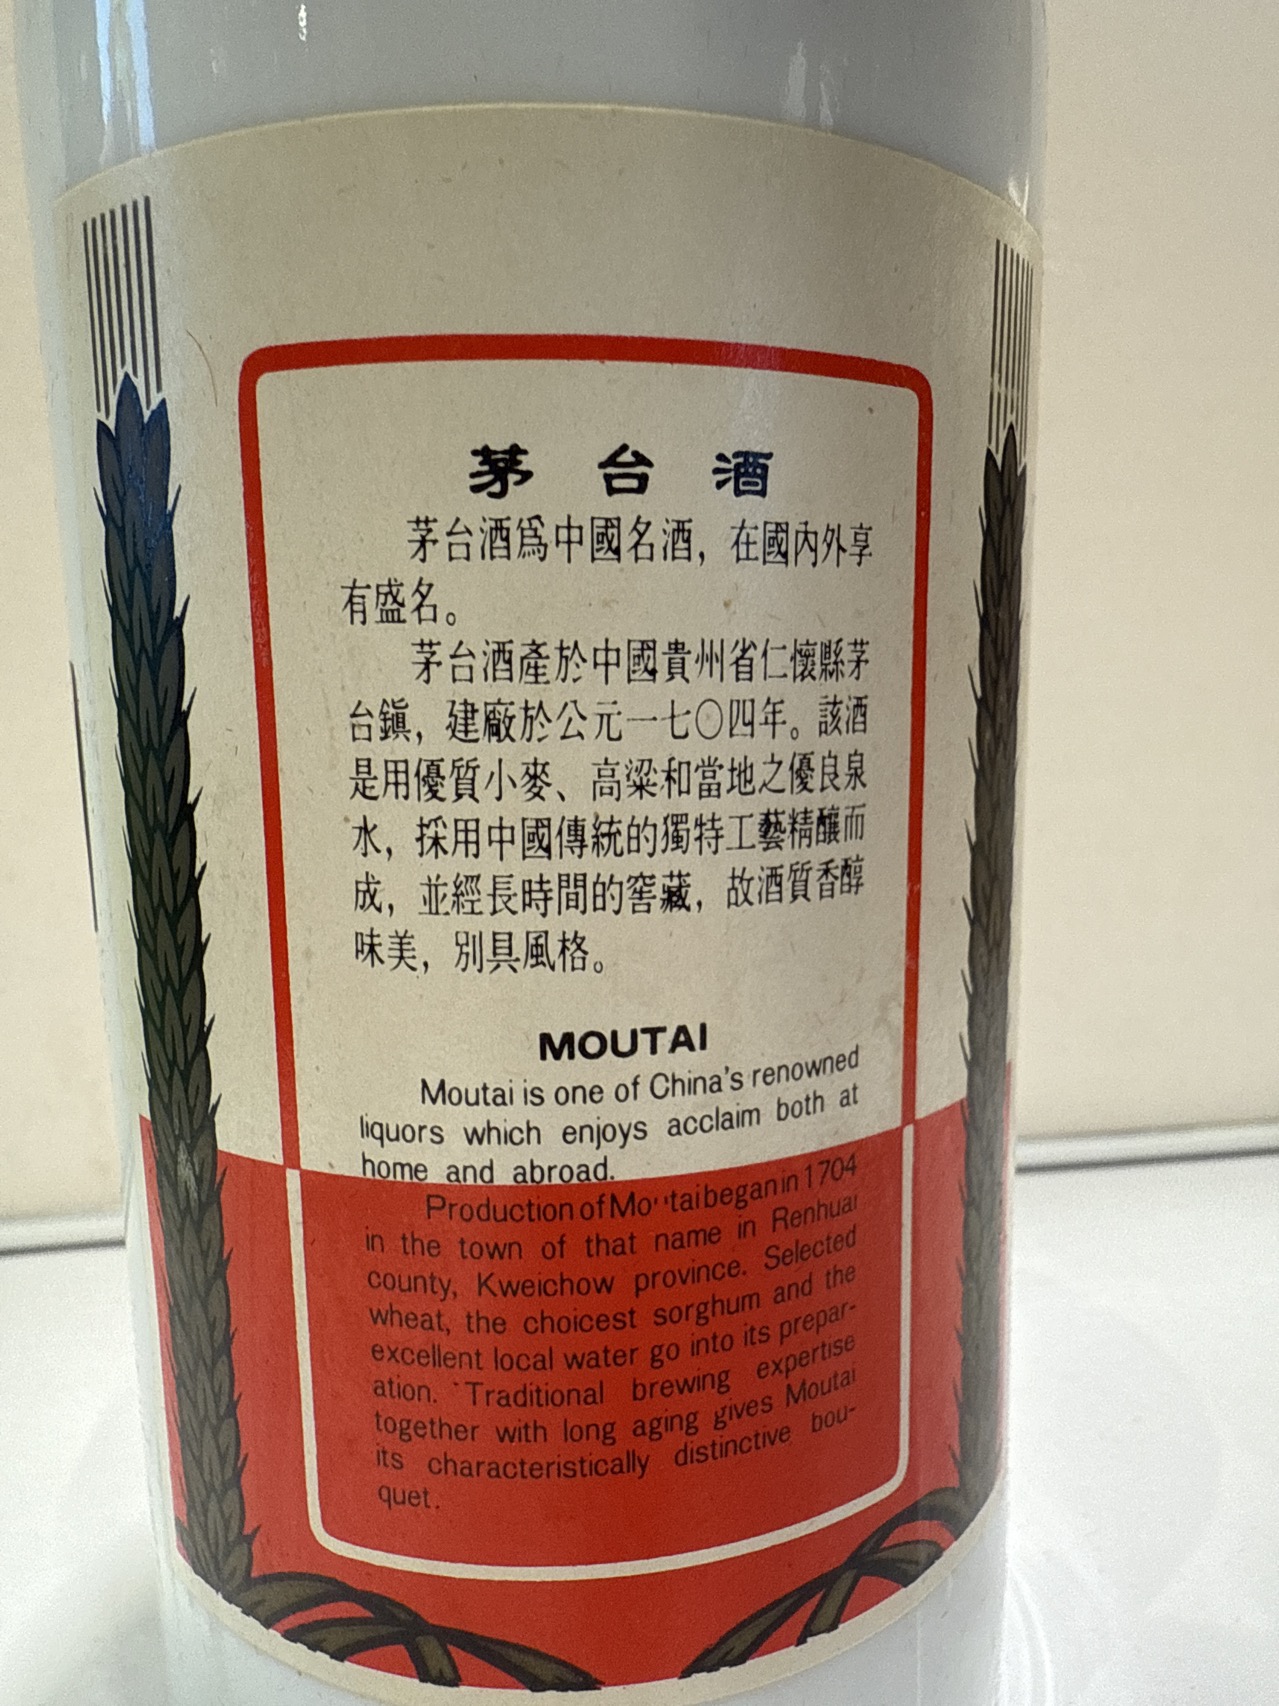 茅台酒
茅台酒爲中國名酒，在國內外享
有盛名。
茅台酒產於中國貴州省仁懷縣茅
台鎭，建廠於公元一七〇四年。該酒
是用優質小麥、高粱和當地之優良泉
水，採用中國傳統的獨特工藝精釀而
成，並經長時間的窖藏，故酒質香醇
味美，別具風格。
MOUTAI
Moutai is one of China's renowned
liquors which enjoys acclaim both at
home and abroad.
Production of Moutai began in 1704
in the town of that name in Renhuai
county, Kweichow province. Selected
wheat, the choicest sorghum and the
excellent local water go into its prepar-
ation. Traditional brewing expertise
together with long aging gives Moutai
its characteristically distinctive bou-
quet.